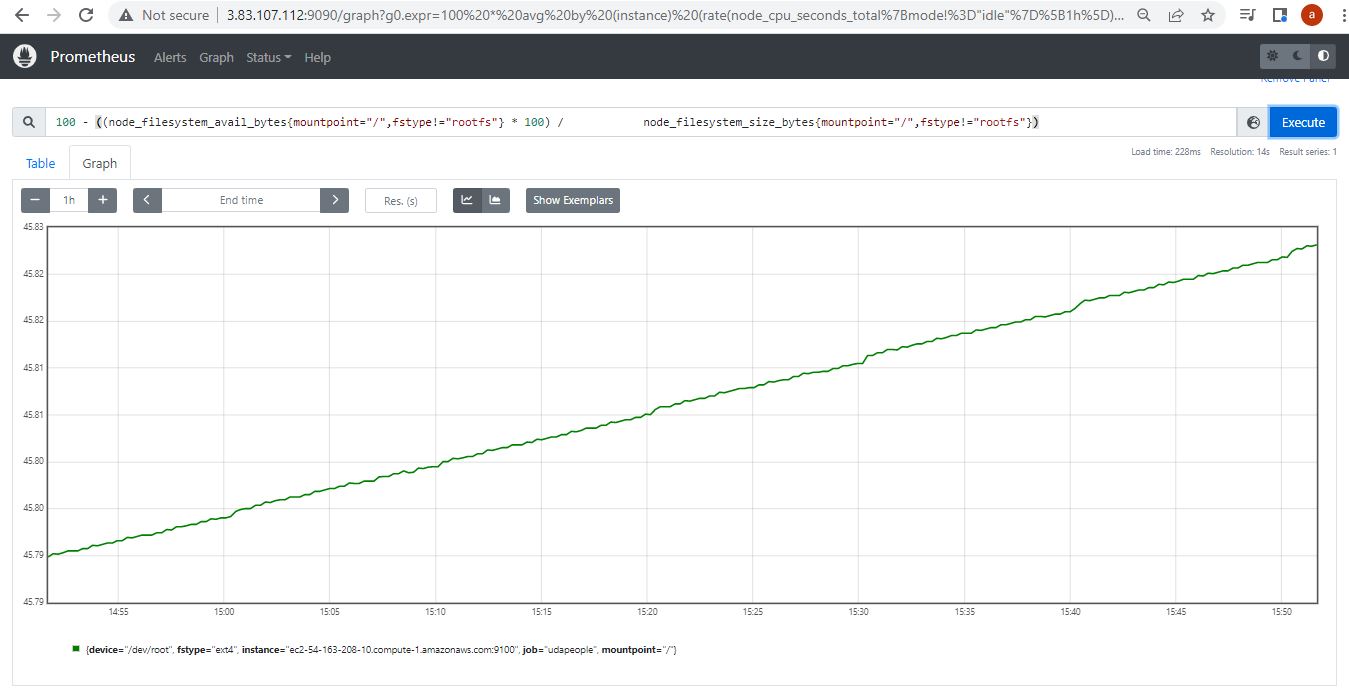 Not secure | 3.83.107.112:9090/graph?g0.expr=100%20*%20avg%20by%20(instance)%20(rate(node_cpu_seconds_total%7Bmode!%3D"idle"%7D%5B1h%5D)... a
Prometheus Alerts Graph Status Help
Remove Panel
100 - ((node_filesystem_avail_bytes{mountpoint="/",fstype!="rootfs"} * 100) / node_filesystem_size_bytes{mountpoint="/",fstype!="rootfs"}) Execute
Load time: 228ms Resolution: 14s Result series: 1
Table Graph
− 1h + < End time > Res. (s) Show Exemplars
45.83
45.82
45.82
45.81
45.81
45.80
45.80
45.79
45.79
14:55 15:00 15:05 15:10 15:15 15:20 15:25 15:30 15:35 15:40 15:45 15:50
{device="/dev/root", fstype="ext4", instance="ec2-54-163-208-10.compute-1.amazonaws.com:9100", job="udapeople", mountpoint="/"}